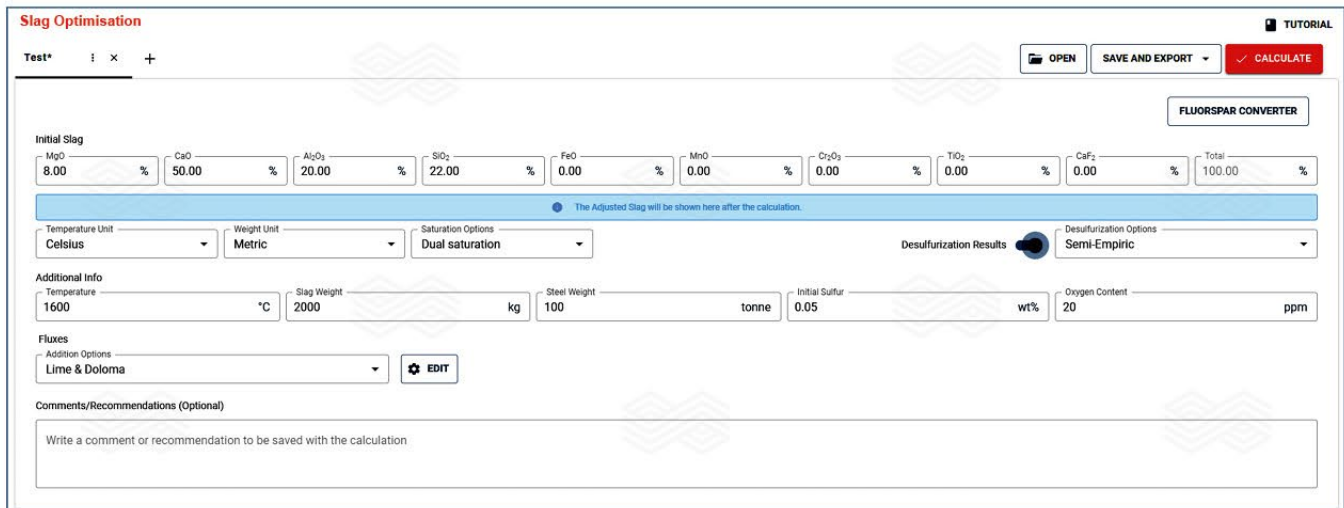 Slag Optimisation
TUTORIAL
Test*
OPEN SAVE AND EXPORT CALCULATE
FLUORSPAR CONVERTER
Initial Slag
MgO CaO Al₂O₃ SiO₂ FeO MnO Cr₂O₃ TiO₂ CaF₂ Total
8.00 % 50.00 % 20.00 % 22.00 % 0.00 % 0.00 % 0.00 % 0.00 % 0.00 % 100.00 %
The Adjusted Slag will be shown here after the calculation.
Temperature Unit Weight Unit Saturation Options Desulfurization Options
Celsius Metric Dual saturation Desulfurization Results Semi-Empiric
Additional Info
Temperature Slag Weight Steel Weight Initial Sulfur Oxygen Content
1600 °C 2000 kg 100 tonne 0.05 wt% 20 ppm
Fluxes
Addition Options
Lime & Doloma EDIT
Comments/Recommendations (Optional)
Write a comment or recommendation to be saved with the calculation